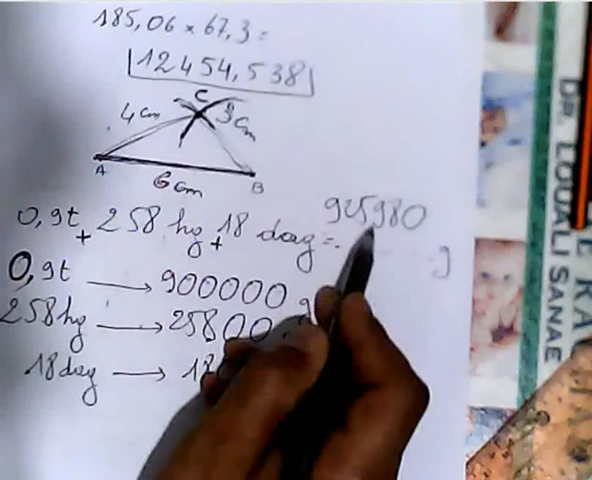 185,06 × 67,3 =
12454,538
C
4cm 3cm
A B
6cm
925980
0,9t + 258 hg + 18 dag = g
0,9t → 900000 g
258hg → 25800
18dag → 18
DR. LOUALI SANAE